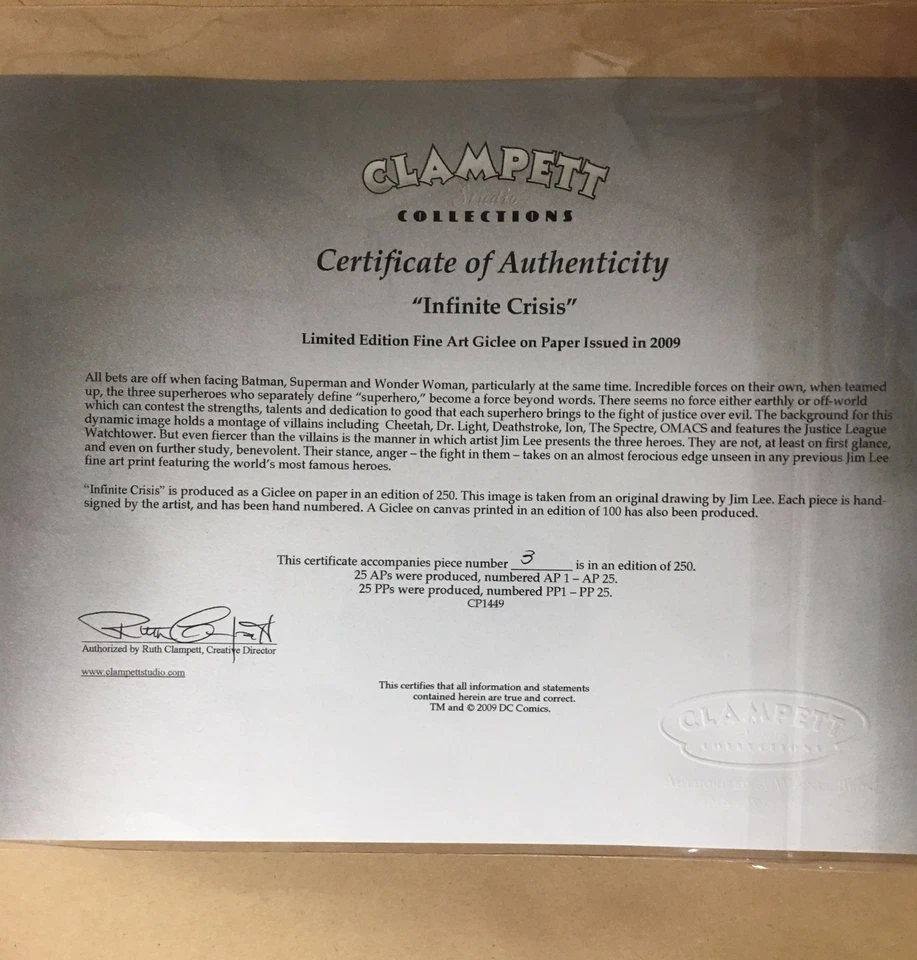 CLAMPETT
Studio
COLLECTIONS
Certificate of Authenticity
“Infinite Crisis”
Limited Edition Fine Art Giclee on Paper Issued in 2009
All bets are off when facing Batman, Superman and Wonder Woman, particularly at the same time. Incredible forces on their own, when teamed
up, the three superheroes who separately define “superhero,” become a force beyond words. There seems no force either earthly or off-world
which can contest the strengths, talents and dedication to good that each superhero brings to the fight of justice over evil. The background for this
dynamic image holds a montage of villains including Cheetah, Dr. Light, Deathstroke, Ion, The Spectre, OMACS and features the Justice League
Watchtower. But even fiercer than the villains is the manner in which artist Jim Lee presents the three heroes. They are not, at least on first glance,
and even on further study, benevolent. Their stance, anger – the fight in them – takes on an almost ferocious edge unseen in any previous Jim Lee
fine art print featuring the world’s most famous heroes.
“Infinite Crisis” is produced as a Giclee on paper in an edition of 250. This image is taken from an original drawing by Jim Lee. Each piece is hand-
signed by the artist, and has been hand numbered. A Giclee on canvas printed in an edition of 100 has also been produced.
This certificate accompanies piece number 3 is in an edition of 250.
25 APs were produced, numbered AP 1 – AP 25.
25 PPs were produced, numbered PP1 – PP 25.
CP1449
Ruth Clampett
Authorized by Ruth Clampett, Creative Director
www.clampettstudio.com
This certifies that all information and statements
contained herein are true and correct.
TM and © 2009 DC Comics.
CLAMPETT
COLLECTIONS